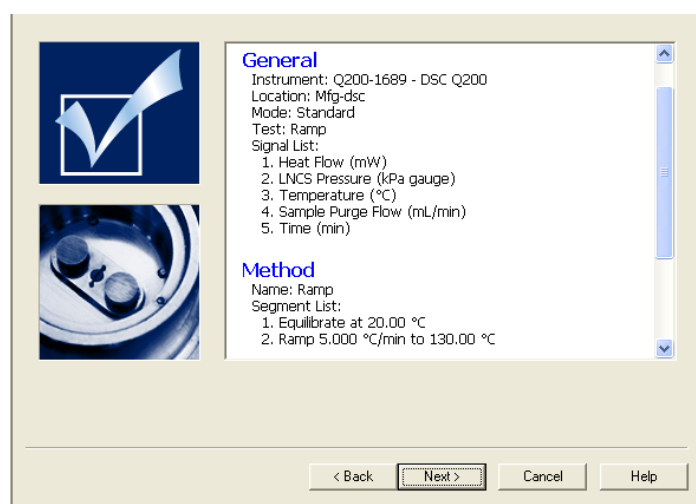 General
Instrument: Q200-1689 - DSC Q200
Location: Mfg-dsc
Mode: Standard
Test: Ramp
Signal List:
1. Heat Flow (mW)
2. LNCS Pressure (kPa gauge)
3. Temperature (°C)
4. Sample Purge Flow (mL/min)
5. Time (min)
Method
Name: Ramp
Segment List:
1. Equilibrate at 20.00 °C
2. Ramp 5.000 °C/min to 130.00 °C
< Back Next > Cancel Help